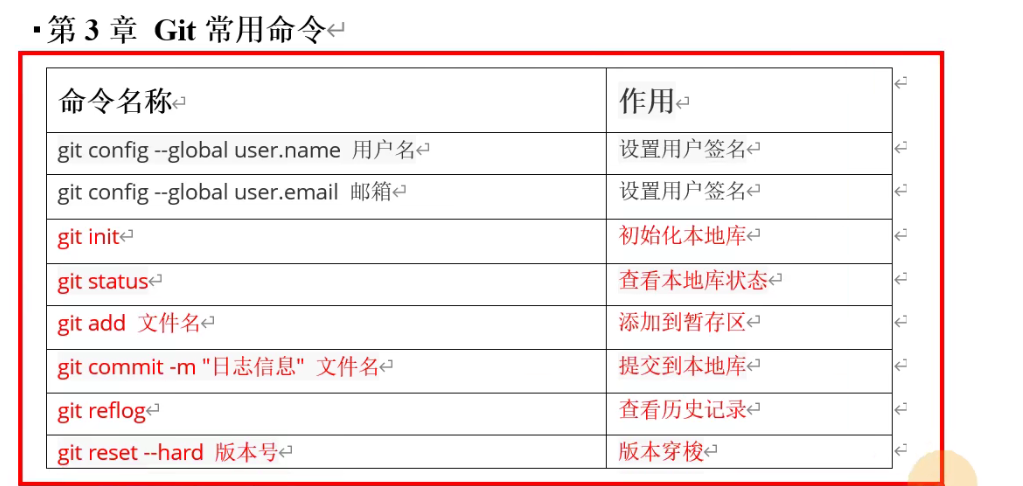 第 3 章 Git 常用命令
命令名称 作用
git config --global user.name 用户名 设置用户签名
git config --global user.email 邮箱 设置用户签名
git init 初始化本地库
git status 查看本地库状态
git add 文件名 添加到暂存区
git commit -m "日志信息" 文件名 提交到本地库
git reflog 查看历史记录
git reset --hard 版本号 版本穿梭